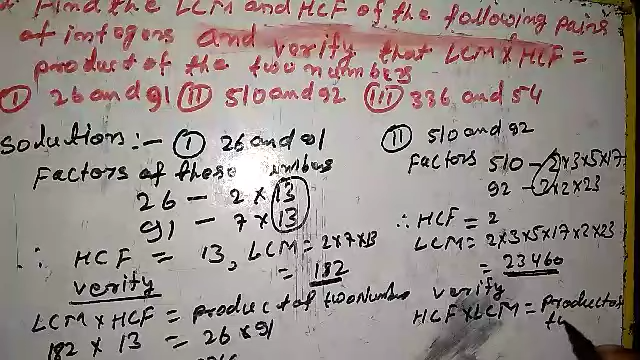 Find the LCM and HCF of the following pairs
of integers and verify that LCM x HCF =
product of the two numbers
(I) 26 and 91 (II) 510 and 92 (III) 336 and 54
Solution:- (I) 26 and 91
Factors of these numbers
26 - 2 x 13
91 - 7 x 13
∴ HCF = 13, LCM = 2x7x13
= 182
verify
LCM x HCF = product of two Number
182 x 13 = 26 x 91
(II) 510 and 92
Factors 510 - 2x3x5x17
92 - 2x2x23
∴ HCF = 2
LCM = 2x3x5x17x2x23
= 23460
verify
HCF x LCM = Product of